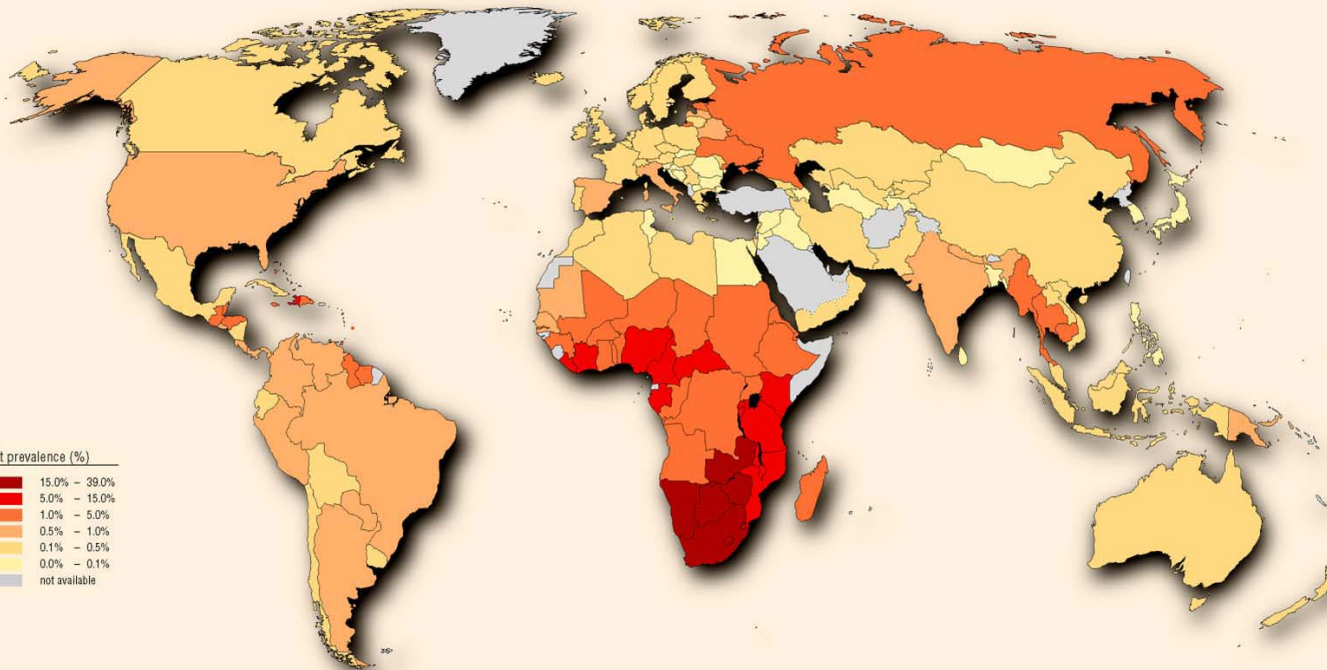 t prevalence (%)
15.0% – 39.0%
5.0% – 15.0%
1.0% – 5.0%
0.5% – 1.0%
0.1% – 0.5%
0.0% – 0.1%
not available